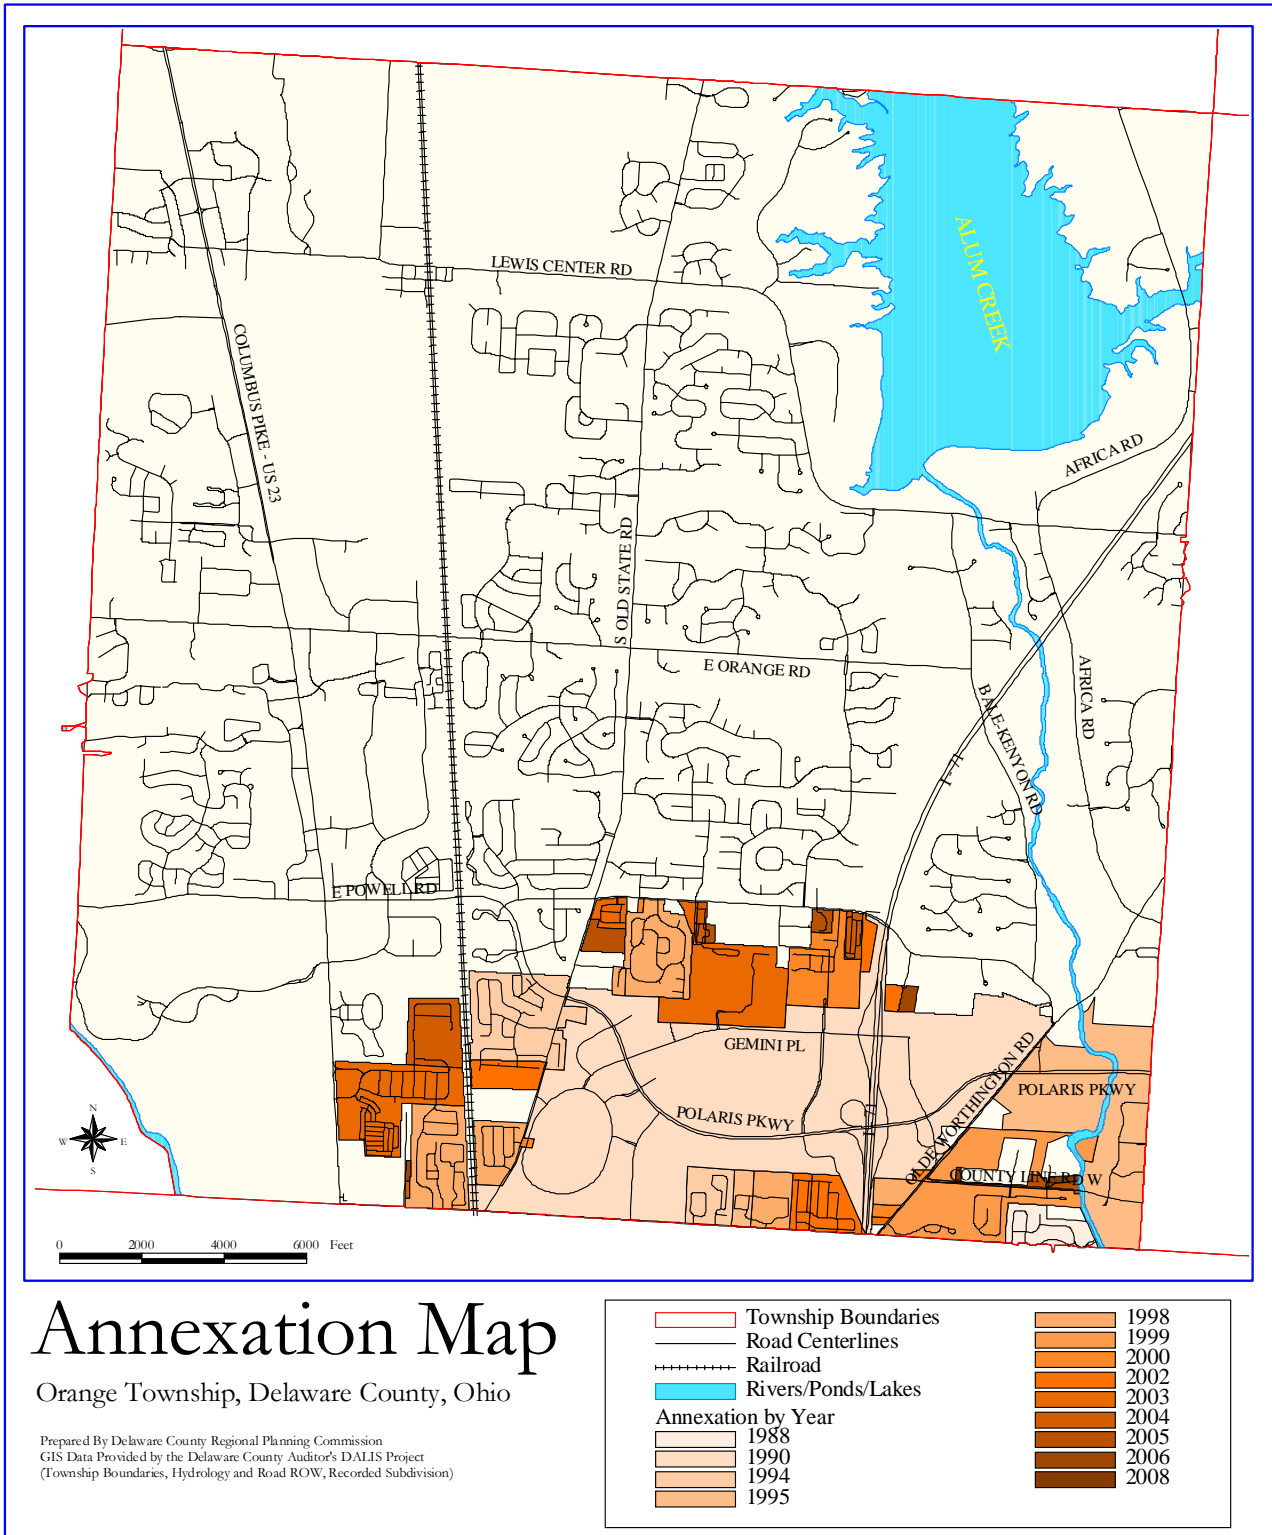 LEWIS CENTER RD
ALUM CREEK
COLUMBUS PIKE - US 23
AFRICA RD
S OLD STATE RD
E ORANGE RD
AFRICA RD
BALE-KENYON RD
I - 71
E POWELL RD
GEMINI PL
OLDE WORTHINGTON RD
POLARIS PKWY
POLARIS PKWY
I - 71
COUNTY LINE RD W
N
W
E
S
0 2000 4000 6000 Feet
Annexation Map
Orange Township, Delaware County, Ohio
Prepared By Delaware County Regional Planning Commission
GIS Data Provided by the Delaware County Auditor's DALIS Project
(Township Boundaries, Hydrology and Road ROW, Recorded Subdivision)
Township Boundaries
Road Centerlines
Railroad
Rivers/Ponds/Lakes
Annexation by Year
1988
1990
1994
1995
1998
1999
2000
2002
2003
2004
2005
2006
2008